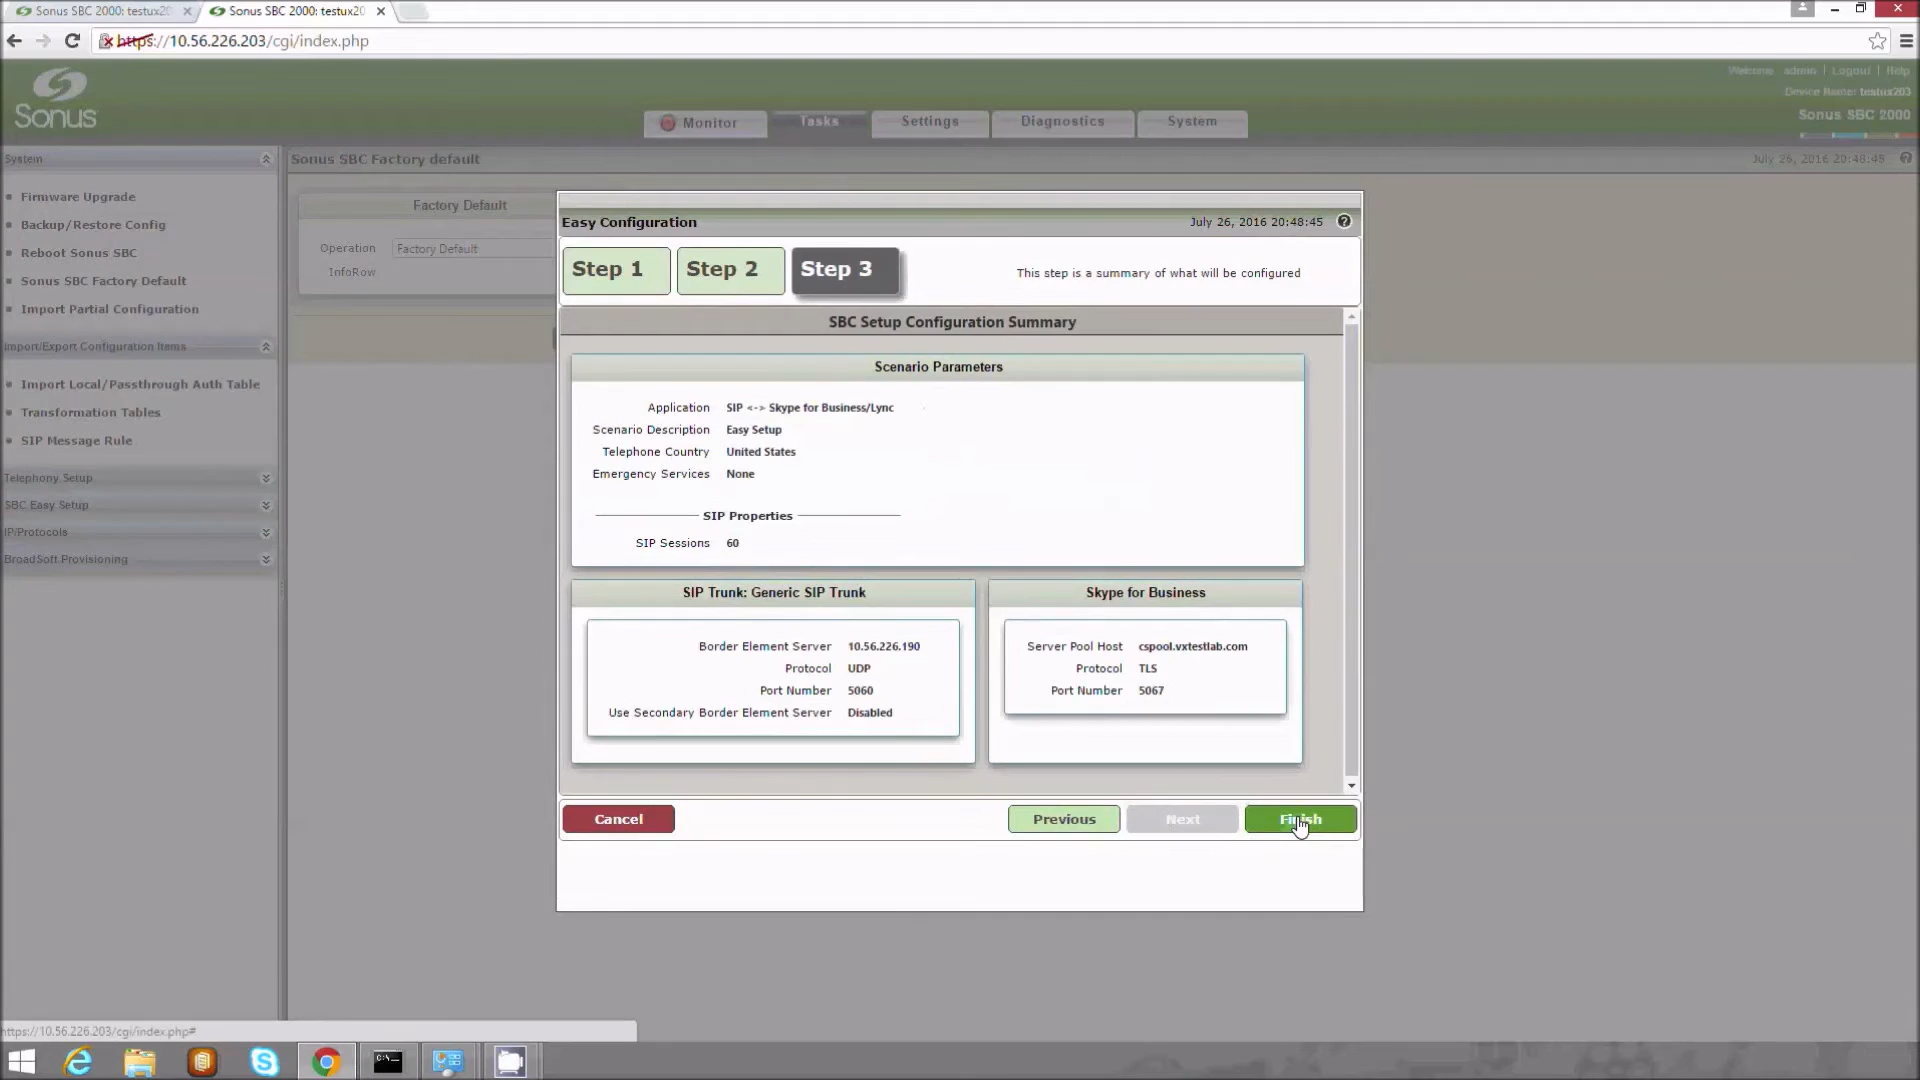 Sonus SBC 2000: testux20
Sonus SBC 2000: testux20
https://10.56.226.203/cgi/index.php
Sonus
Welcome admin | Logout | Help
Device Name: testux203
Sonus SBC 2000
Monitor
Tasks
Settings
Diagnostics
System
System
Sonus SBC Factory default
July 26, 2016 20:48:45
Firmware Upgrade
Backup/Restore Config
Reboot Sonus SBC
Sonus SBC Factory Default
Import Partial Configuration
Import/Export Configuration Items
Import Local/Passthrough Auth Table
Transformation Tables
SIP Message Rule
Telephony Setup
SBC Easy Setup
IP/Protocols
BroadSoft Provisioning
Factory Default
Operation Factory Default
InfoRow
Easy Configuration
July 26, 2016 20:48:45
Step 1
Step 2
Step 3
This step is a summary of what will be configured
SBC Setup Configuration Summary
Scenario Parameters
Application SIP <-> Skype for Business/Lync
Scenario Description Easy Setup
Telephone Country United States
Emergency Services None
SIP Properties
SIP Sessions 60
SIP Trunk: Generic SIP Trunk
Border Element Server 10.56.226.190
Protocol UDP
Port Number 5060
Use Secondary Border Element Server Disabled
Skype for Business
Server Pool Host cspool.vxtestlab.com
Protocol TLS
Port Number 5067
Cancel
Previous
Next
Finish
https://10.56.226.203/cgi/index.php#